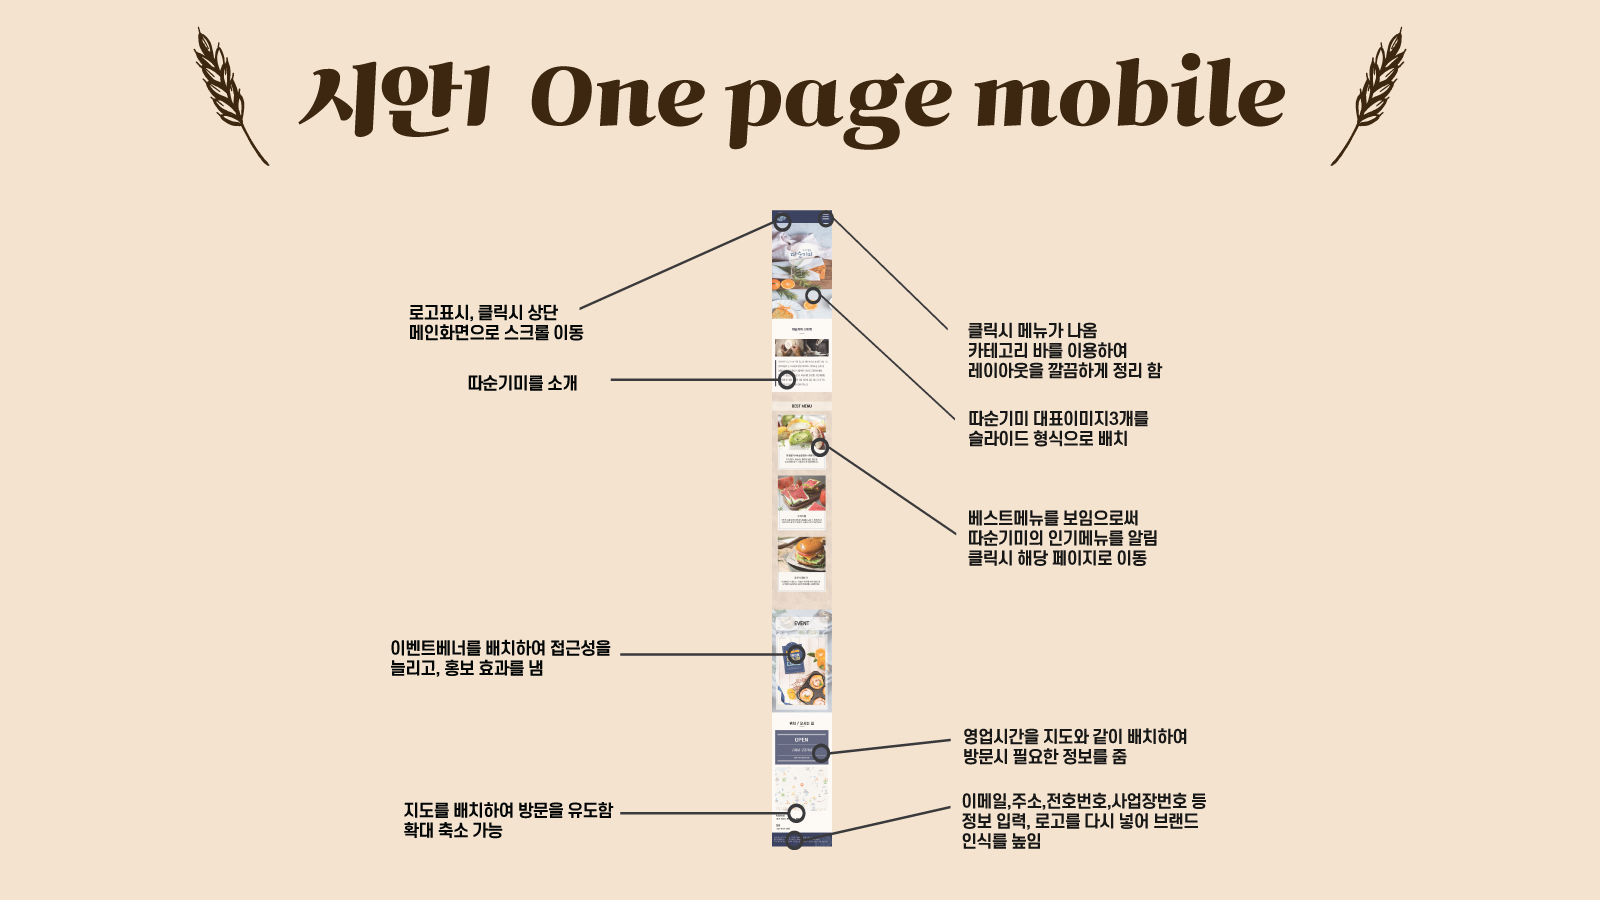 시안1 One page mobile
로고표시, 클릭시 상단
메인화면으로 스크롤 이동
따순기미를 소개
이벤트베너를 배치하여 접근성을
늘리고, 홍보 효과를 냄
지도를 배치하여 방문을 유도함
확대 축소 가능
BEST MENU
EVENT
OPEN
클릭시 메뉴가 나옴
카테고리 바를 이용하여
레이아웃을 깔끔하게 정리 함
따순기미 대표이미지3개를
슬라이드 형식으로 배치
베스트메뉴를 보임으로써
따순기미의 인기메뉴를 알림
클릭시 해당 페이지로 이동
영업시간을 지도와 같이 배치하여
방문시 필요한 정보를 줌
이메일,주소,전호번호,사업장번호 등
정보 입력, 로고를 다시 넣어 브랜드
인식를 높임